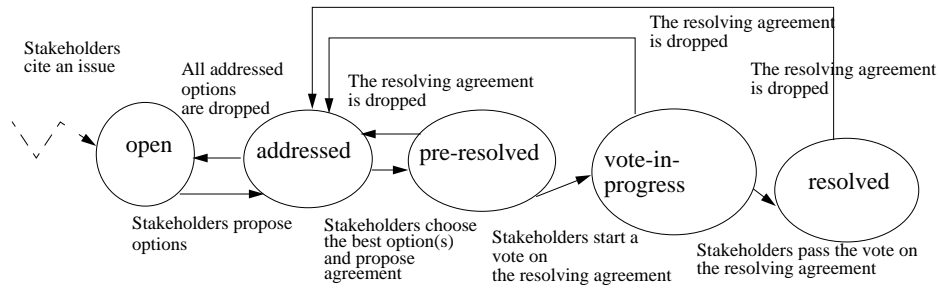 The resolving agreement
is dropped
Stakeholders
cite an issue
All addressed
options
are dropped
The resolving agreement
is dropped
The resolving agreement
is dropped
open
addressed
pre-resolved
vote-in-
progress
resolved
Stakeholders propose
options
Stakeholders choose
the best option(s)
and propose
agreement
Stakeholders start a
vote on
the resolving agreement
Stakeholders pass the vote on
the resolving agreement